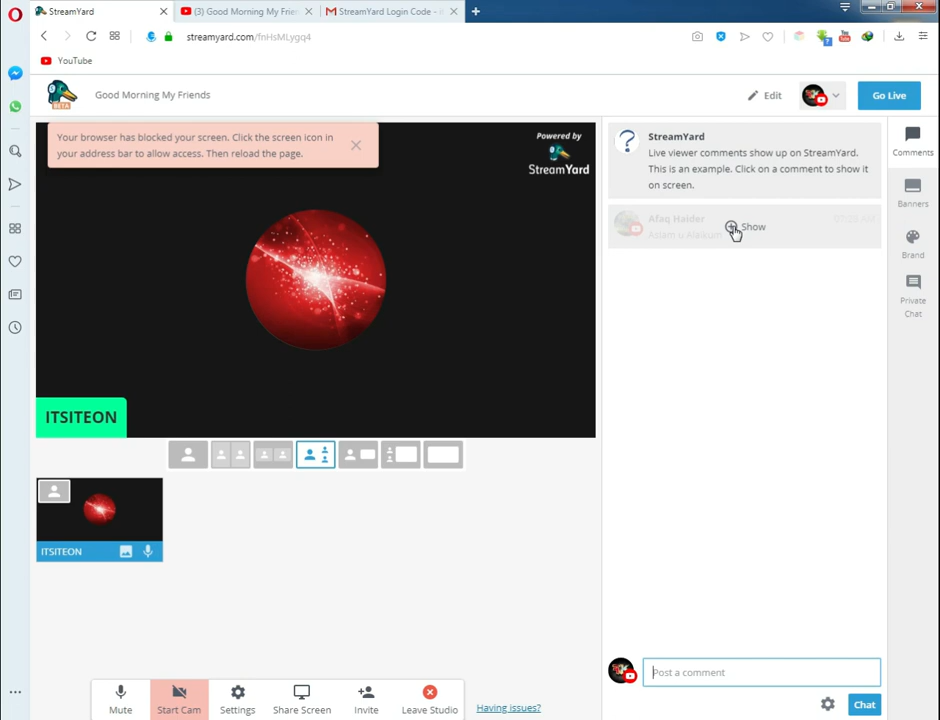 StreamYard
(3) Good Morning My Frien
StreamYard Login Code - i
streamyard.com/fnHsMLygq4
YouTube
BETA
Good Morning My Friends
Edit
Go Live
Your browser has blocked your screen. Click the screen icon in
your address bar to allow access. Then reload the page.
Powered by
StreamYard
ITSITEON
ITSITEON
Mute
Start Cam
Settings
Share Screen
Invite
Leave Studio
Having issues?
StreamYard
Live viewer comments show up on StreamYard.
This is an example. Click on a comment to show it
on screen.
Afaq Haider
Show
Post a comment
Chat
Comments
Banners
Brand
Private
Chat